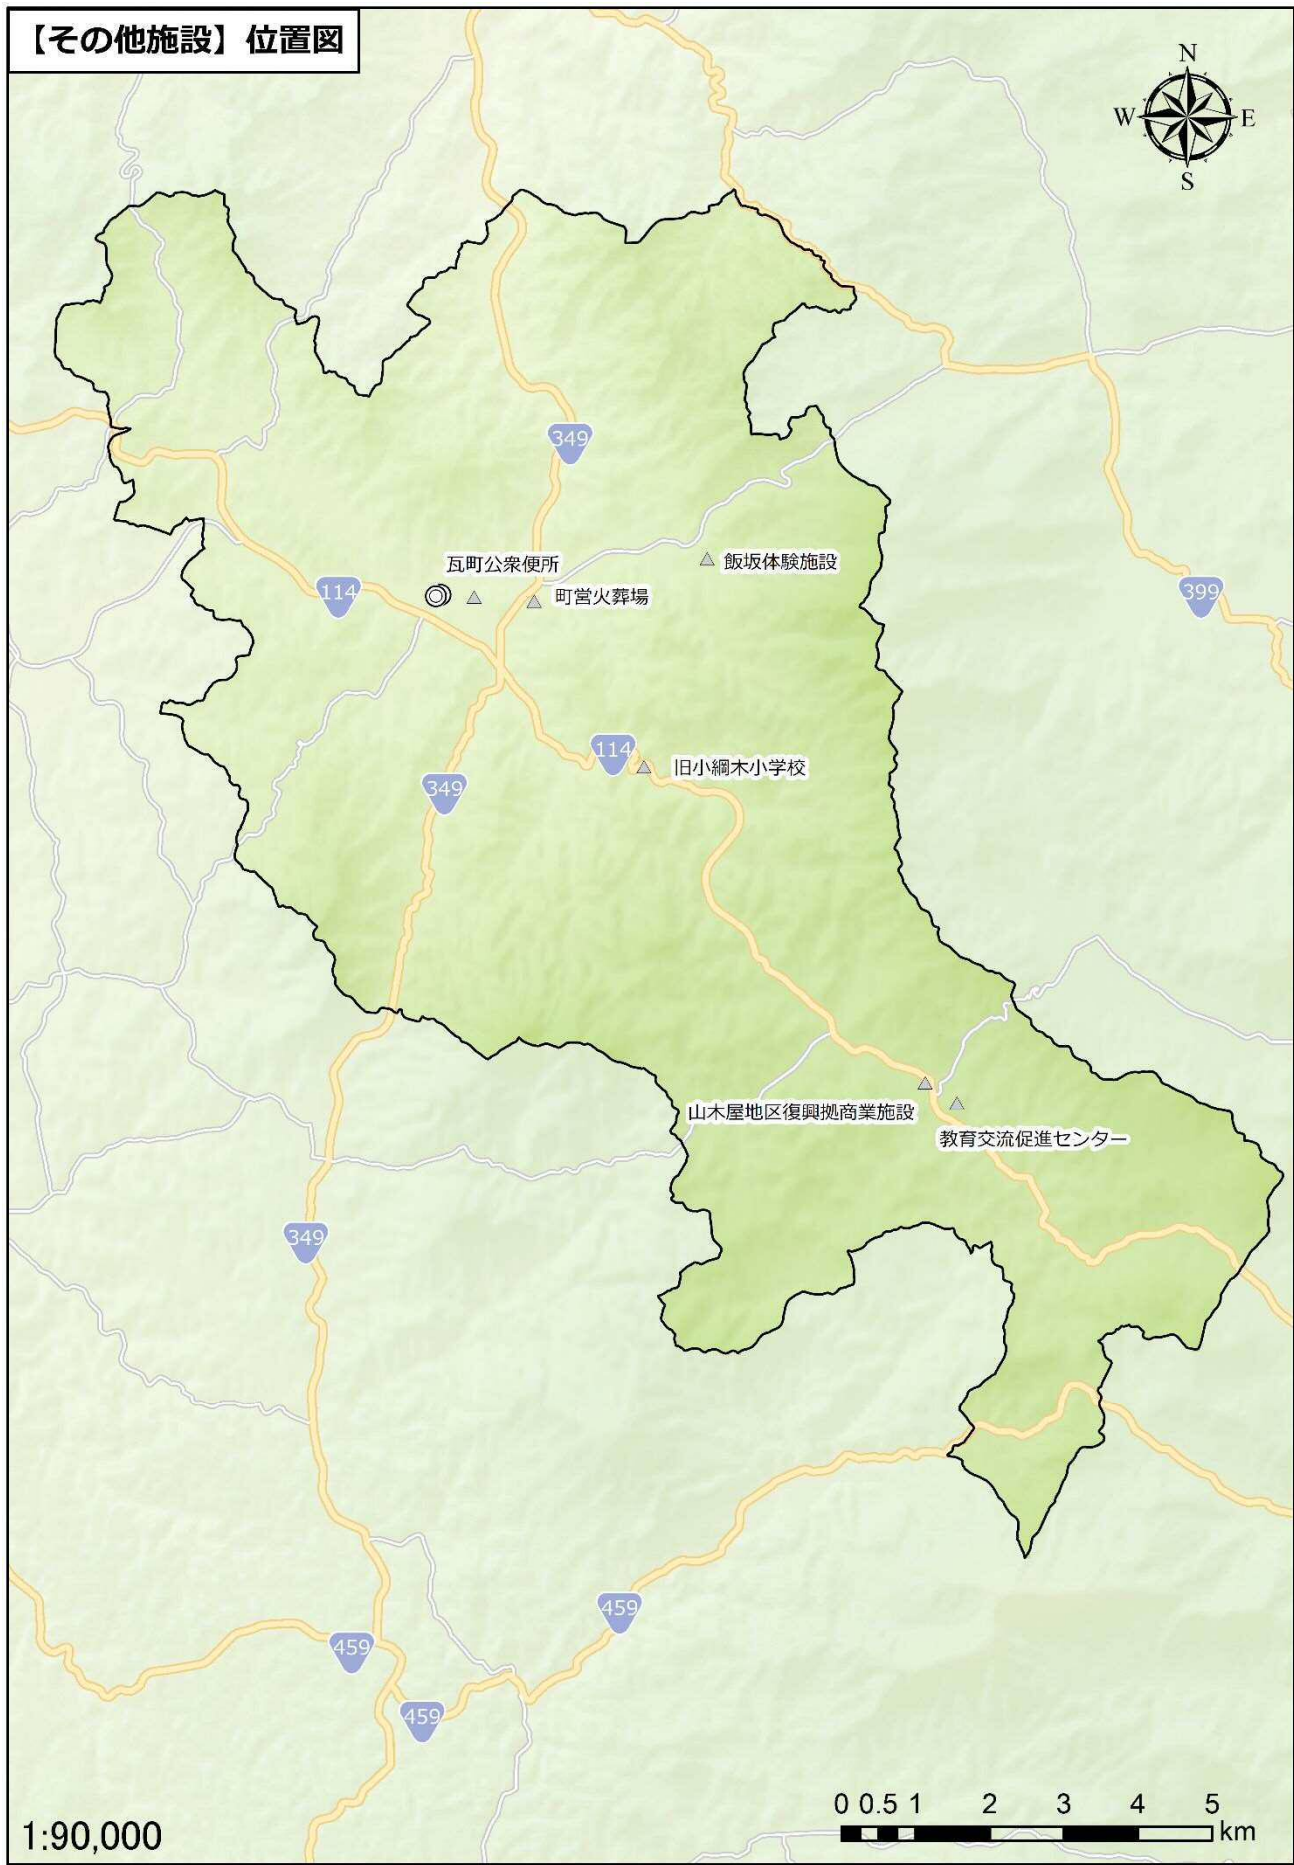 【その他施設】位置図
N
W E
S
349
瓦町公衆便所
飯坂体験施設
114
町営火葬場
399
114
旧小綱木小学校
349
山木屋地区復興拠商業施設
教育交流促進センター
349
459
459
459
0 0.5 1 2 3 4 5
km
1:90,000